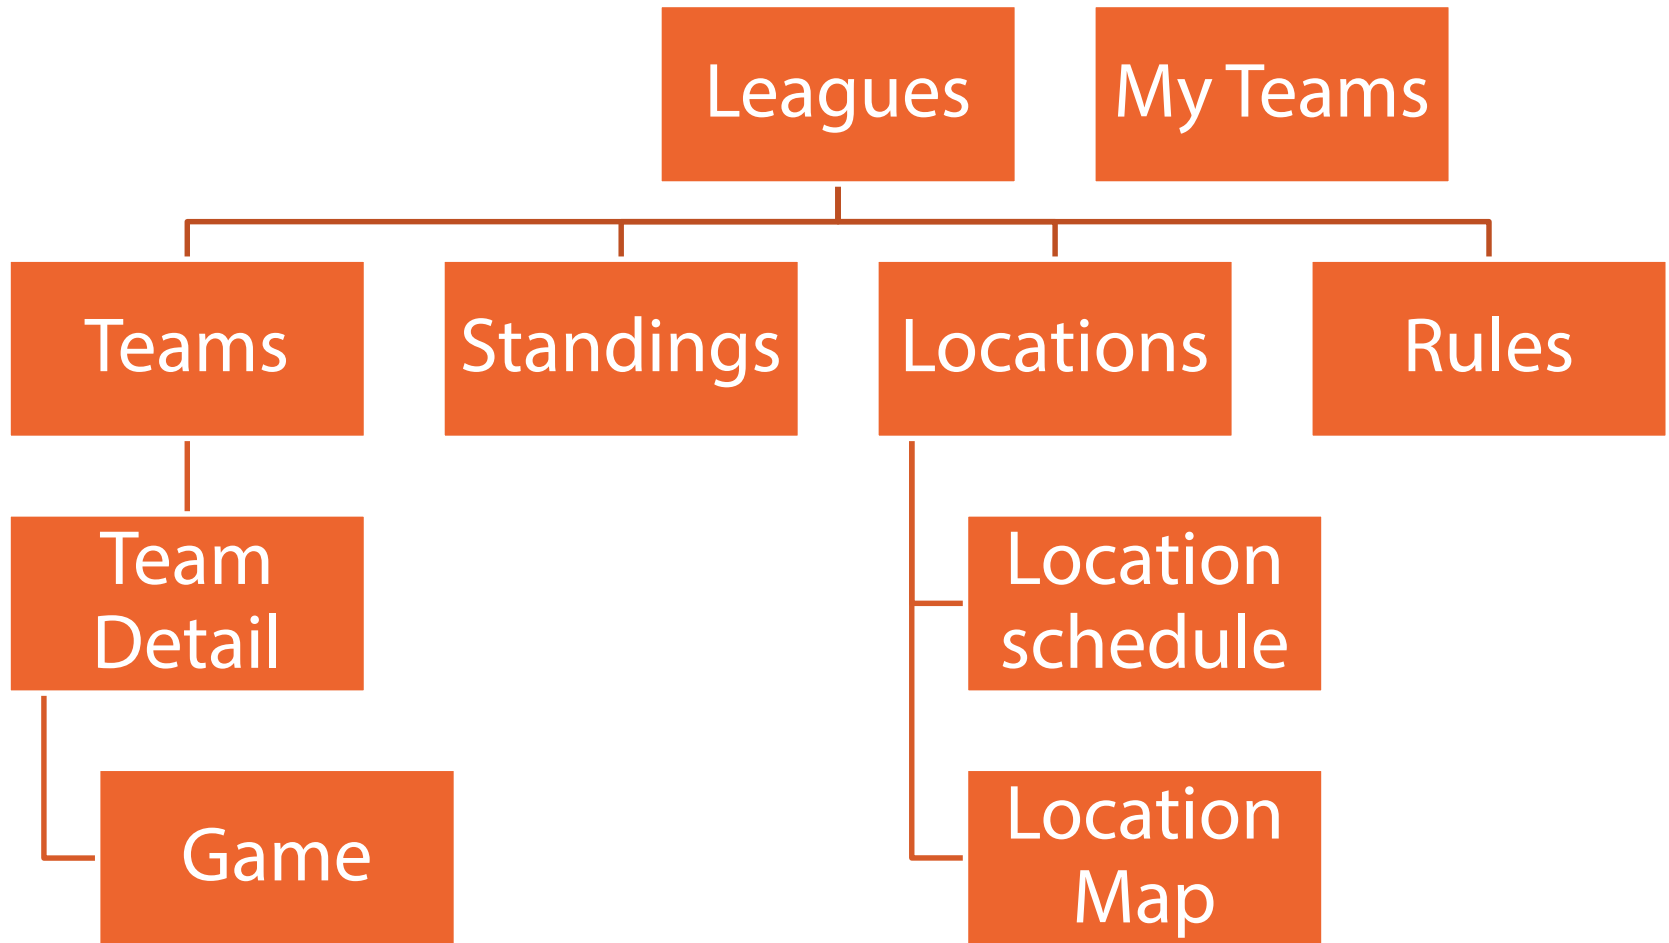 Leagues
My Teams
Teams
Standings
Locations
Rules
Team
Detail
Location
schedule
Game
Location
Map